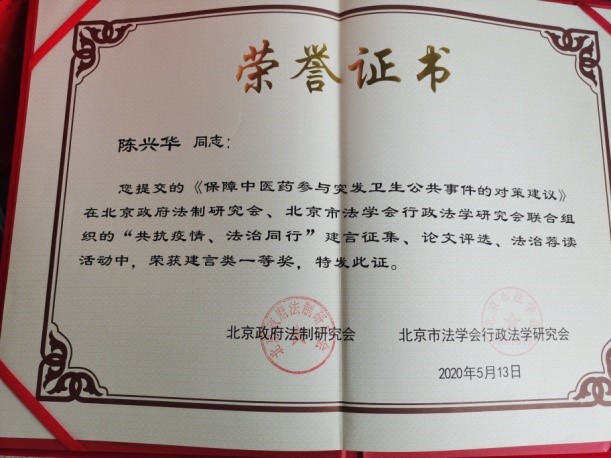 荣誉证书
陈兴华 同志：
您提交的《保障中医药参与突发卫生公共事件的对策建议》
在北京政府法制研究会、北京市法学会行政法学研究会联合组
织的“共抗疫情、法治同行”建言征集、论文评选、法治荐读
活动中，荣获建言类一等奖，特发此证。
北京政府法制研究会 北京市法学会行政法学研究会
2020年5月13日